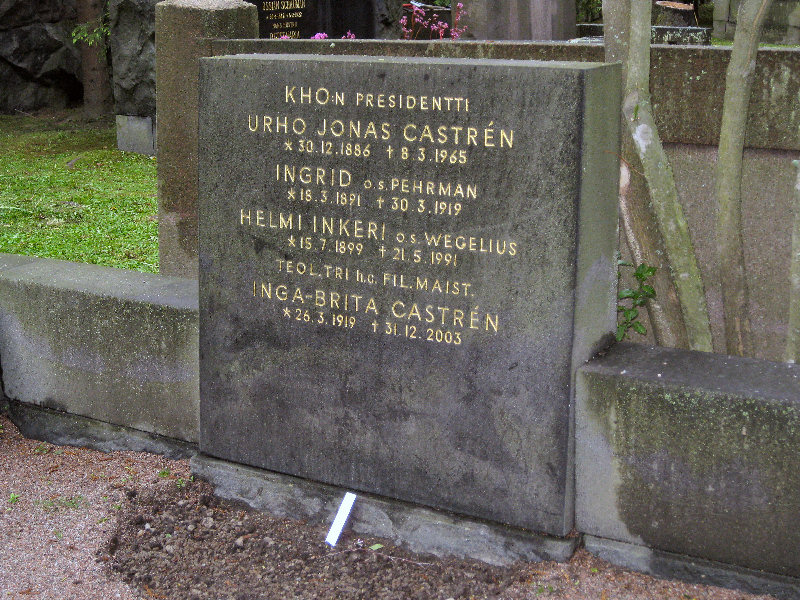 KHO:N PRESIDENTTI
URHO JONAS CASTRÉN
* 30.12.1886 † 8.3.1965
INGRID o.s. PEHRMAN
* 18.3.1891 † 30.3.1919
HELMI INKERI o.s. WEGELIUS
* 15.7.1899 † 21.5.1991
TEOL.TRI h.c. FIL.MAIST.
INGA-BRITA CASTRÉN
* 26.3.1919 † 31.12.2003